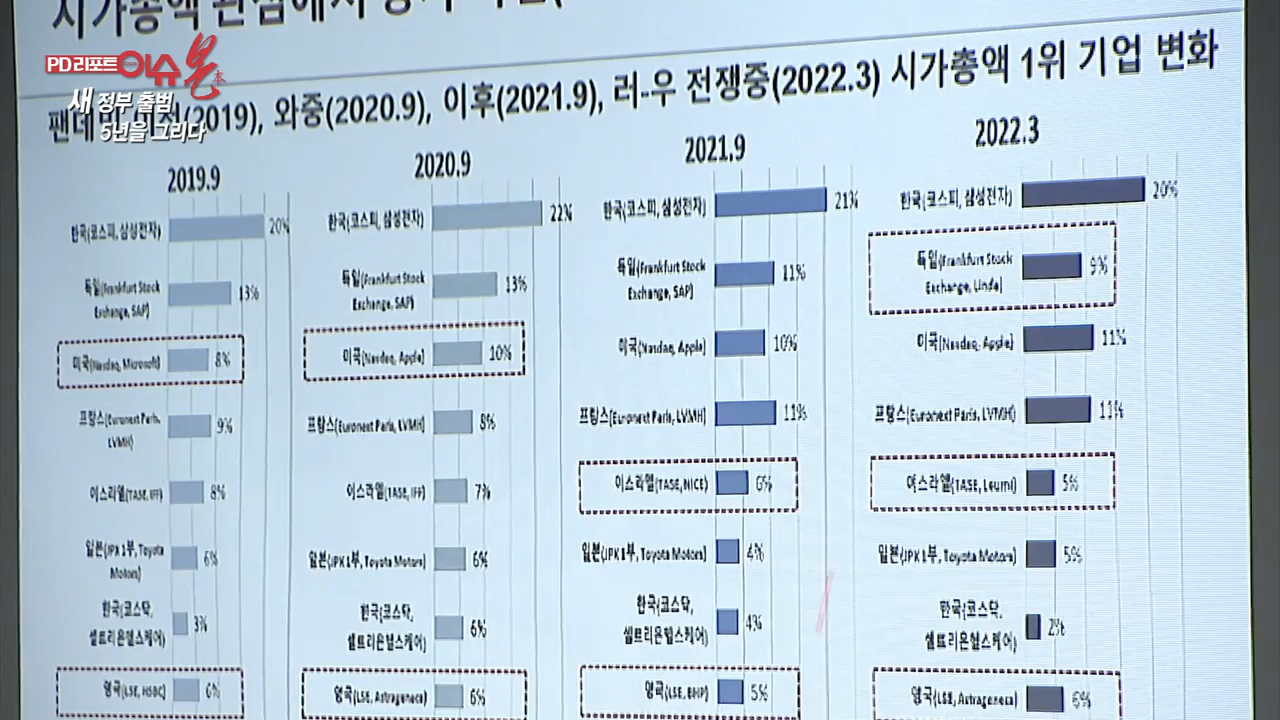 시가총액 관점에서
PD리포트 이슈 본 本
새 정부 출범
5년을 그리다
팬데믹 이전(2019), 와중(2020.9), 이후(2021.9), 러-우 전쟁중(2022.3) 시가총액 1위 기업 변화
2019.9
한국(코스피, 삼성전자) 20%
독일(Frankfurt Stock
Exchange, SAP) 13%
미국(Nasdaq, Microsoft) 8%
프랑스(Euronext Paris,
LVMH) 9%
이스라엘(TASE, IFF) 8%
일본(JPX 1부, Toyota
Motors) 6%
한국(코스닥,
셀트리온헬스케어) 3%
영국(LSE, HSBC) 6%
2020.9
한국(코스피, 삼성전자) 22%
독일(Frankfurt Stock
Exchange, SAP) 13%
미국(Nasdaq, Apple) 10%
프랑스(Euronext Paris, LVMH) 8%
이스라엘(TASE, IFF) 7%
일본(JPX 1부, Toyota Motors) 6%
한국(코스닥,
셀트리온헬스케어) 6%
영국(LSE, Astrageneca) 6%
2021.9
한국(코스피, 삼성전자) 21%
독일(Frankfurt Stock
Exchange, SAP) 11%
미국(Nasdaq, Apple) 10%
프랑스(Euronext Paris, LVMH) 11%
이스라엘(TASE, NICE) 6%
일본(JPX 1부, Toyota Motors) 4%
한국(코스닥,
셀트리온헬스케어) 4%
영국(LSE, BHP) 5%
2022.3
한국(코스피, 삼성전자) 20%
독일(Frankfurt Stock
Exchange, Linde) 9%
미국(Nasdaq, Apple) 11%
프랑스(Euronext Paris, LVMH) 11%
이스라엘(TASE, Leumi) 5%
일본(JPX 1부, Toyota Motors) 5%
한국(코스닥,
셀트리온헬스케어) 2%
영국(LSE, Astrageneca) 6%